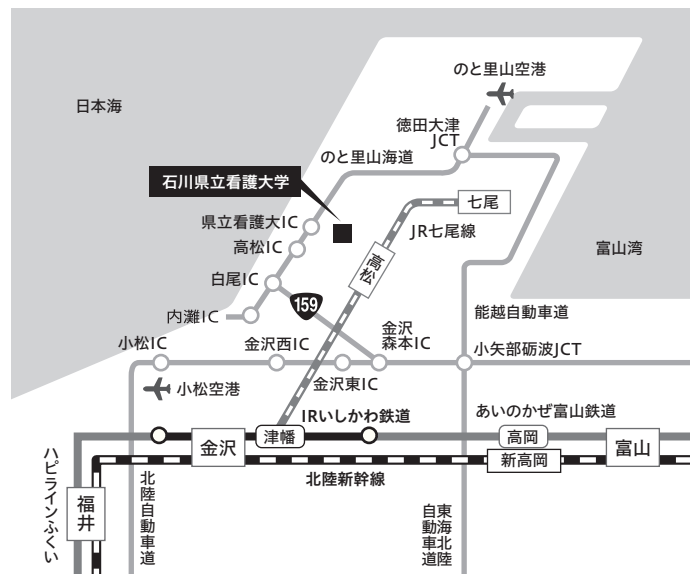 のと里山空港
日本海
徳田大津
JCT
のと里山海道
石川県立看護大学
七尾
県立看護大IC
JR七尾線
高松IC
高松
富山湾
白尾IC
159
内灘IC
能越自動車道
金沢
森本IC
小松IC
金沢西IC
小矢部砺波JCT
金沢東IC
小松空港
IRいしかわ鉄道
あいのかぜ富山鉄道
金沢
津幡
高岡
富山
新高岡
北陸新幹線
ハピラインふくい
福井
北陸自動車道
東海北陸
自動車道